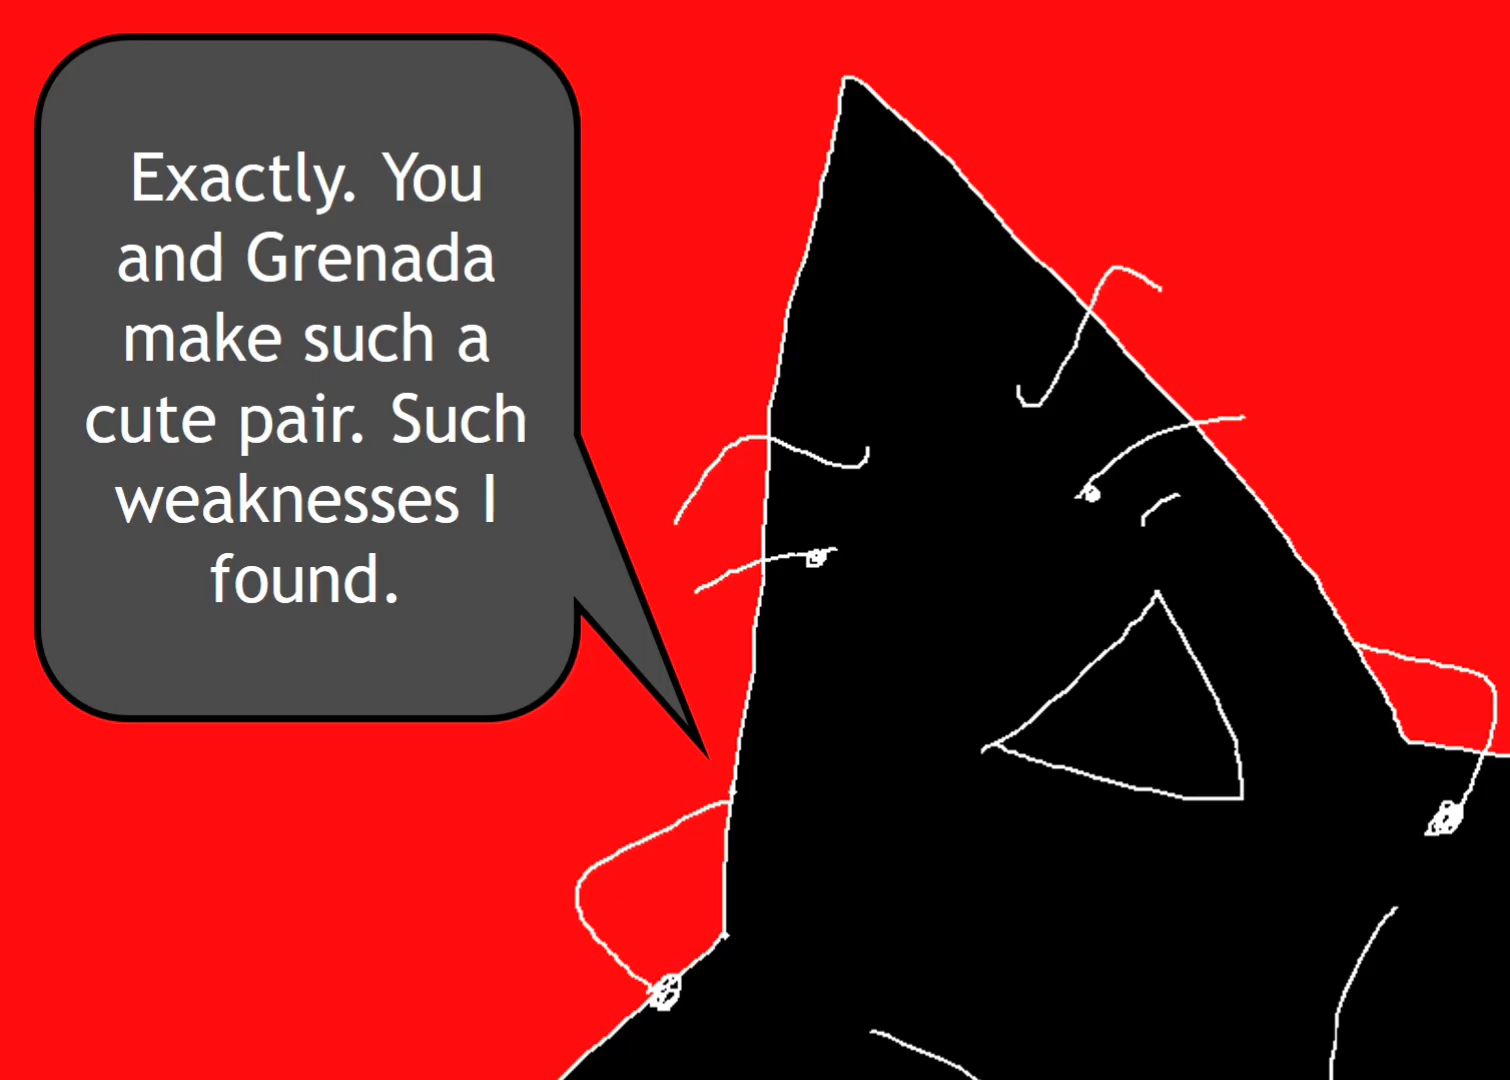 Exactly. You
and Grenada
make such a
cute pair. Such
weaknesses I
found.